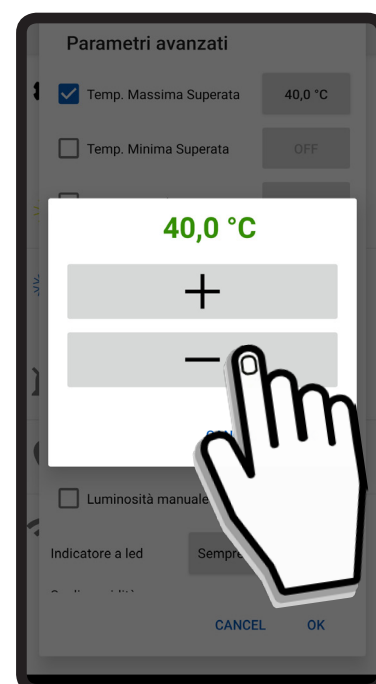 Parametri avanzati
Temp. Massima Superata 40,0 °C
Temp. Minima Superata OFF
40,0 °C
+
−
Luminosità manuale
Indicatore a led Sempre
CANCEL OK